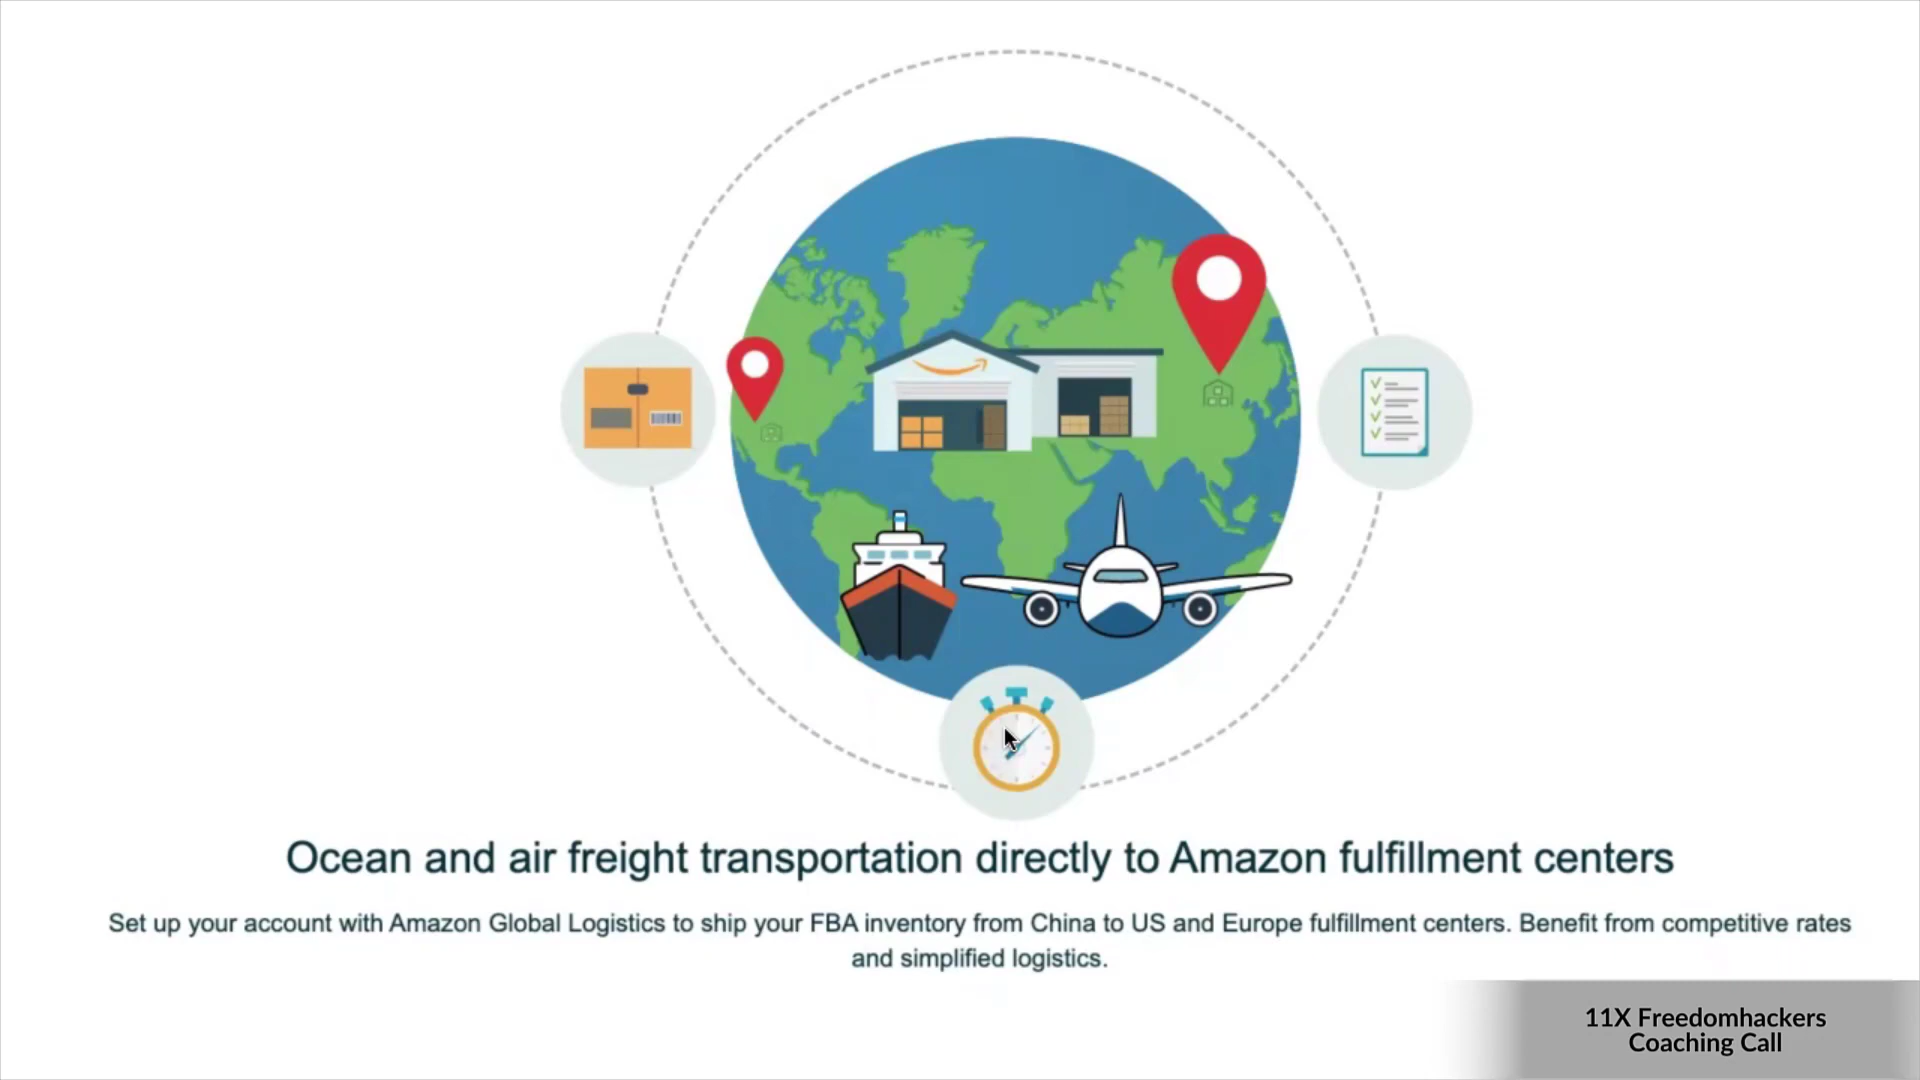 Ocean and air freight transportation directly to Amazon fulfillment centers
Set up your account with Amazon Global Logistics to ship your FBA inventory from China to US and Europe fulfillment centers. Benefit from competitive rates
and simplified logistics.
11X Freedomhackers
Coaching Call